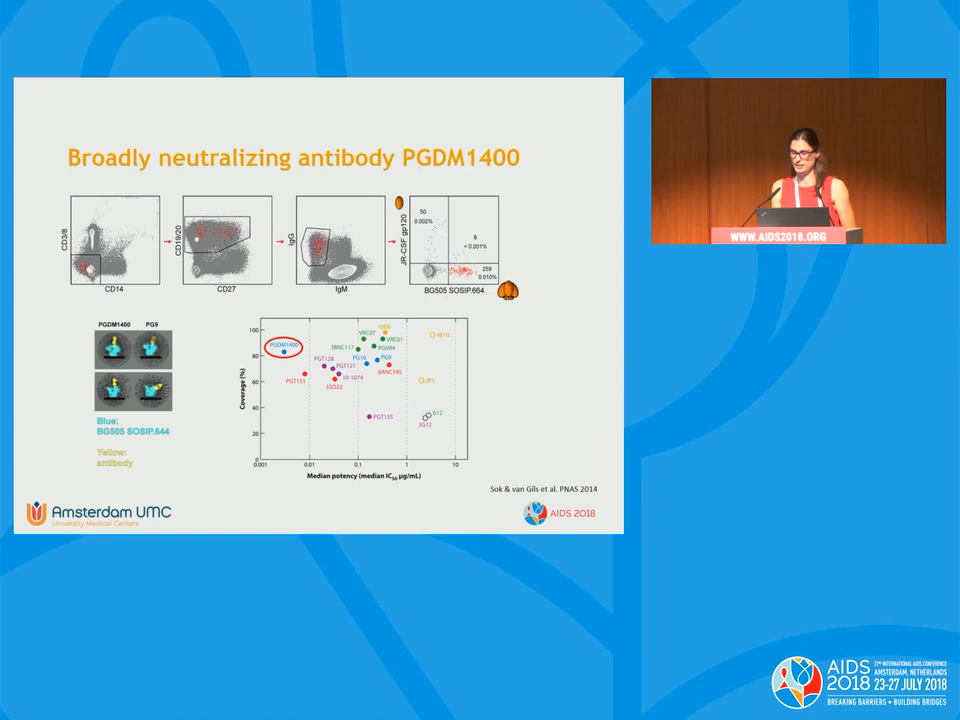 Broadly neutralizing antibody PGDM1400
CD3/8
CD14
CD19/20
CD27
IgG
IgM
JR-CSF gp120
50
0.002%
8
< 0.001%
259
0.010%
BG505 SOSIP.664
PGDM1400 PG9
Blue:
BG505 SOSIP.644
Yellow:
antibody
Coverage (%)
100
80
60
40
20
0
0.001 0.01 0.1 1 10
Median potency (median IC50 µg/mL)
PGDM1400
10E8
VRC07
VRC01
4E10
3BNC117
PGV04
PG16
PG9
PGT128
PGT121
8ANC195
10-1074
PGT151
35O22
2F5
PGT135
b12
2G12
Sok & van Gils et al. PNAS 2014
Amsterdam UMC
University Medical Centers
AIDS 2018
WWW.AIDS2018.ORG
AIDS
2018
22ND INTERNATIONAL AIDS CONFERENCE
AMSTERDAM, NETHERLANDS
23-27 JULY 2018
BREAKING BARRIERS • BUILDING BRIDGES